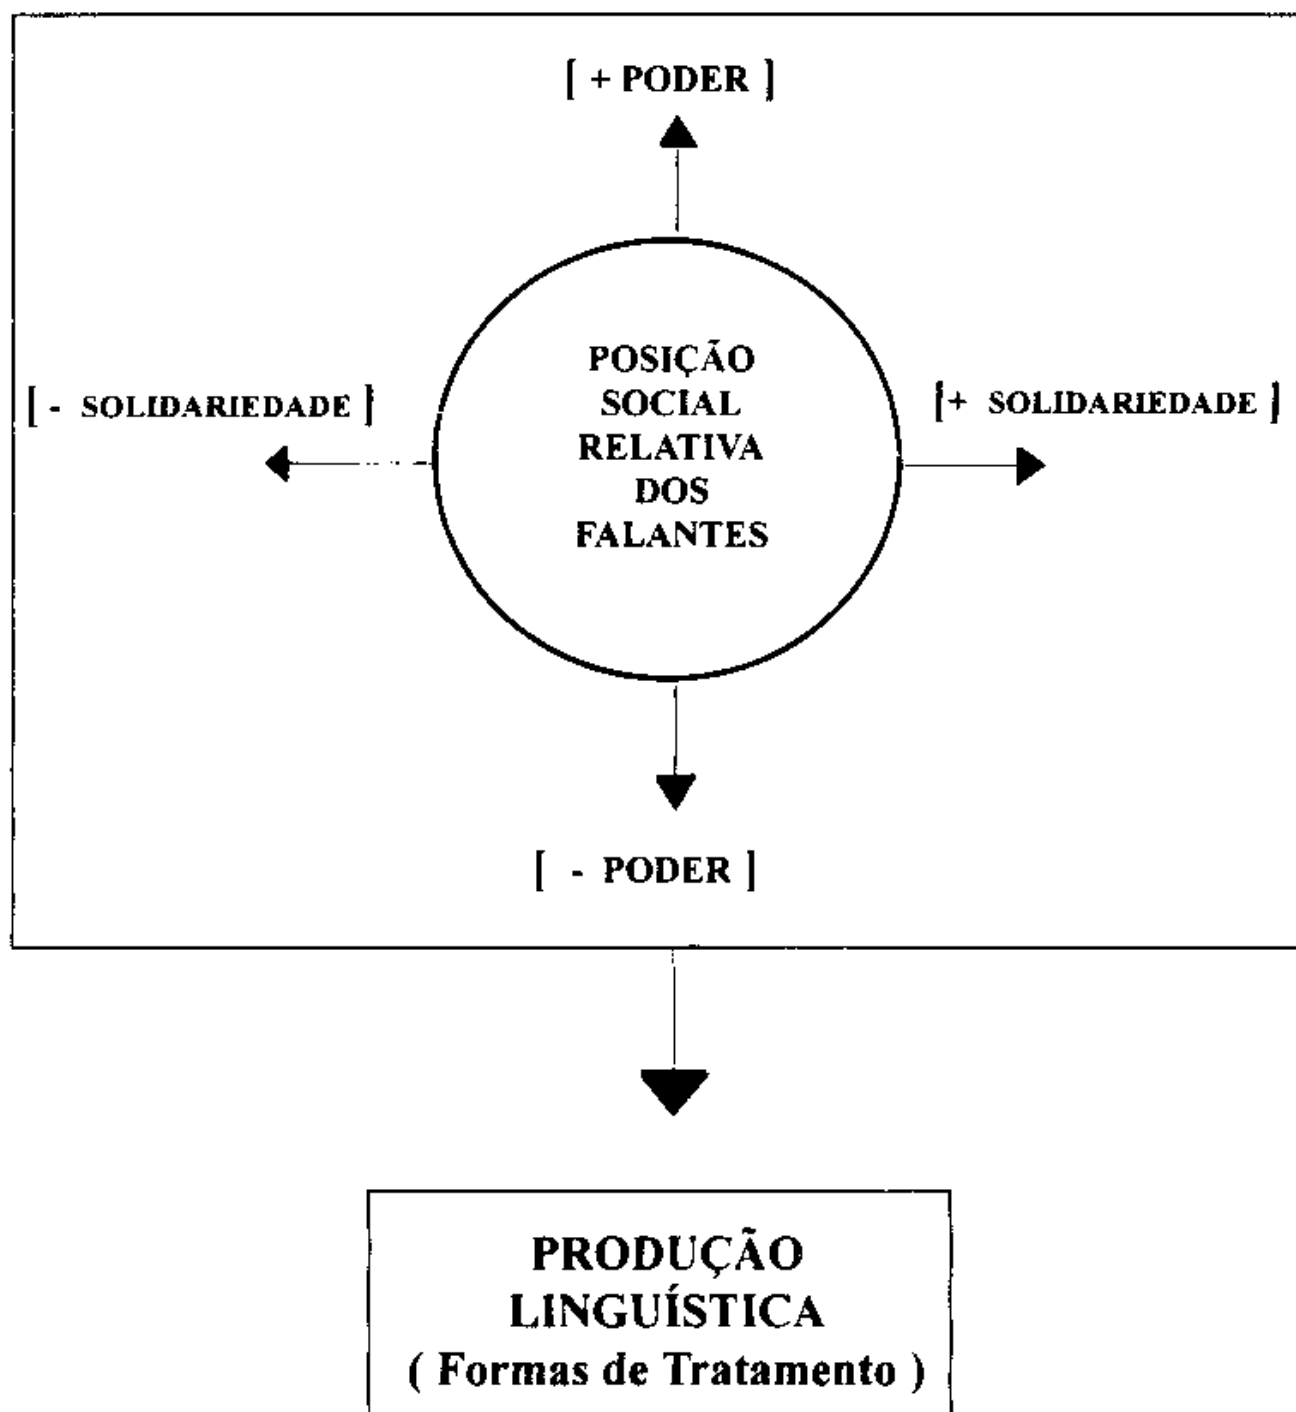 [ + PODER ]
POSIÇÃO
SOCIAL
RELATIVA
DOS
FALANTES
[ - SOLIDARIEDADE ]
[+ SOLIDARIEDADE ]
[ - PODER ]
PRODUÇÃO
LINGUÍSTICA
( Formas de Tratamento )